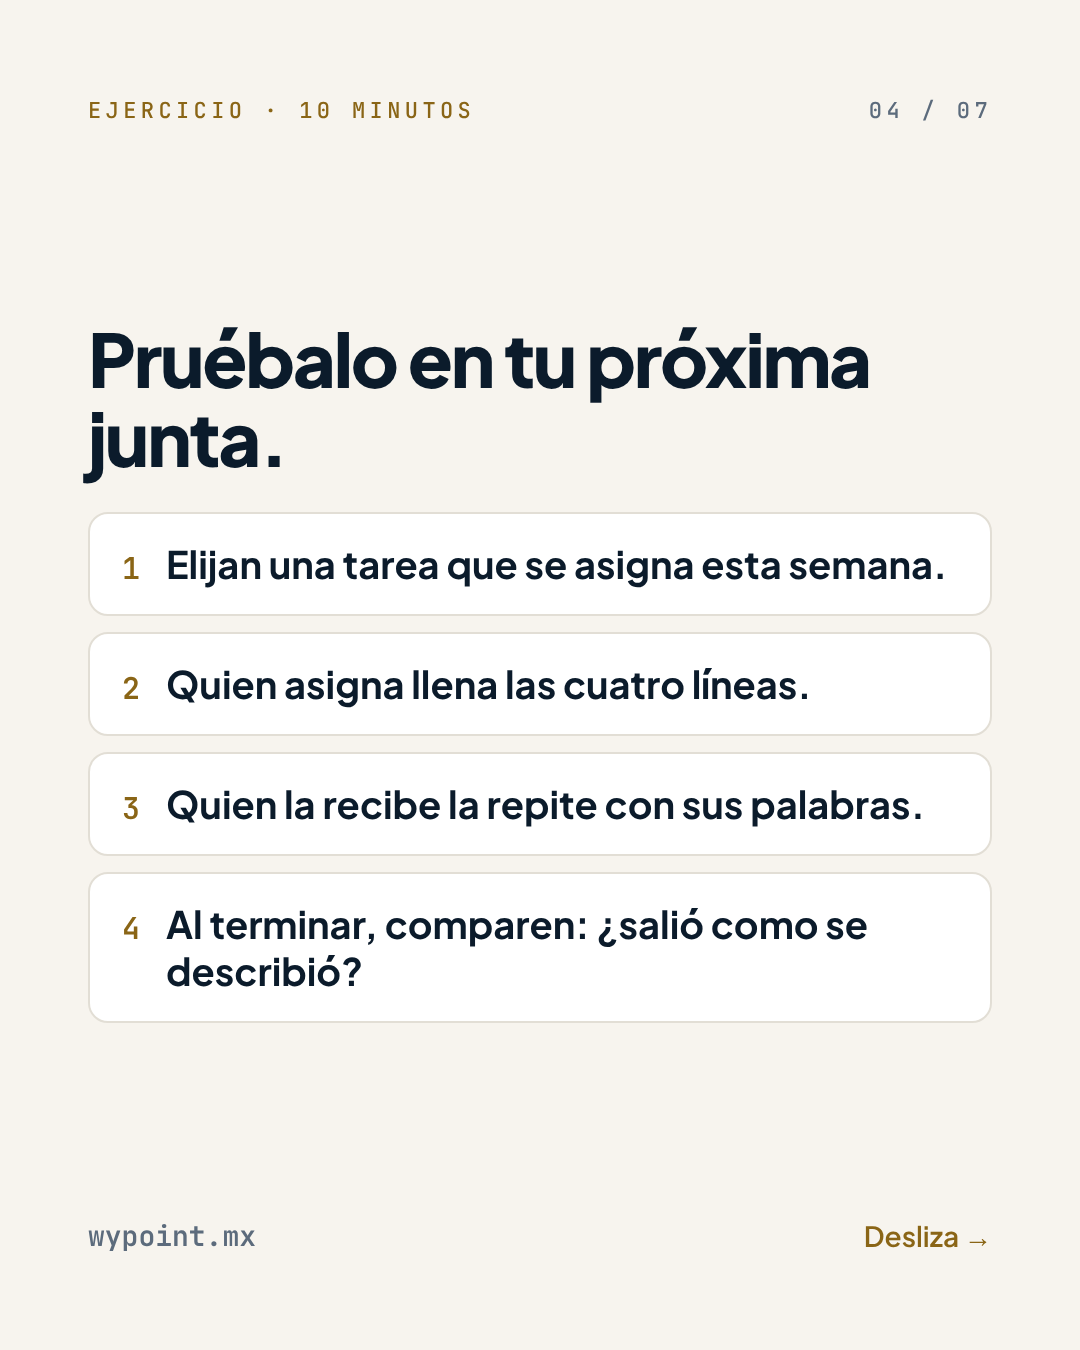 EJERCICIO · 10 MINUTOS
04 / 07
Pruébalo en tu próxima
junta.
1 Elijan una tarea que se asigna esta semana.
2 Quien asigna llena las cuatro líneas.
3 Quien la recibe la repite con sus palabras.
4 Al terminar, comparen: ¿salió como se
describió?
wypoint.mx
Desliza →